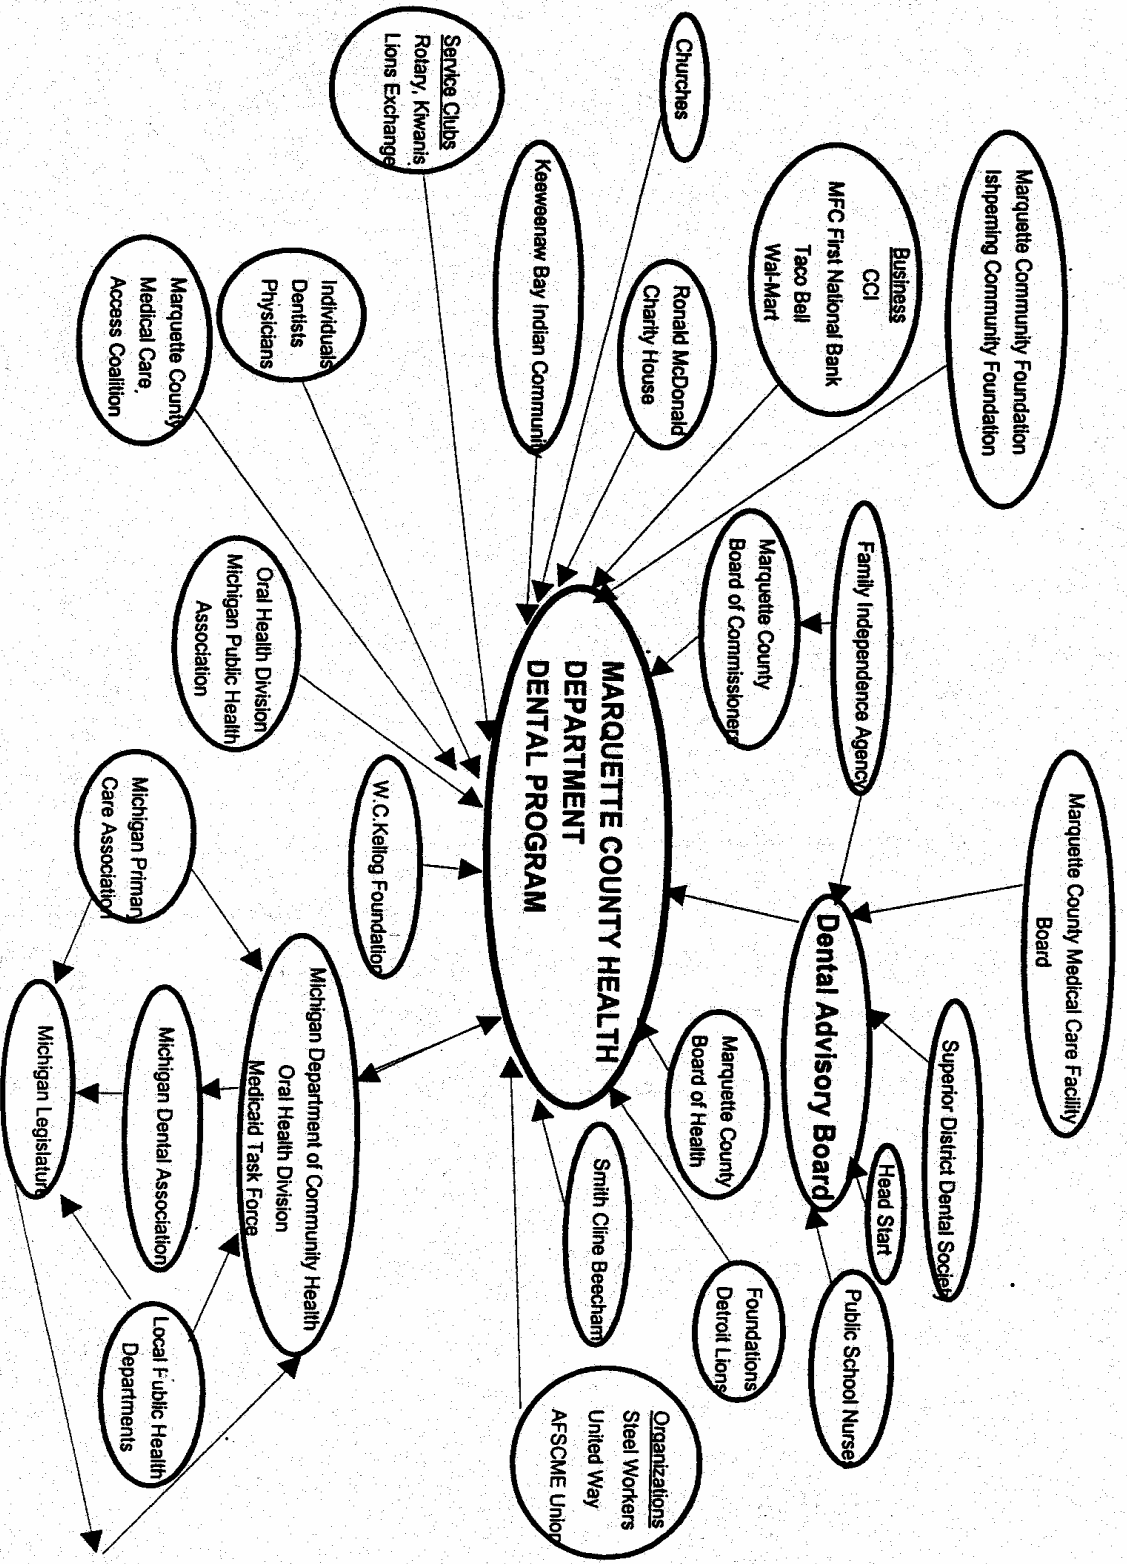 Marquette Community Foundation
Ishpeming Community Foundation
Marquette County Medical Care Facility
Board
Business
CCI
MFC First National Bank
Taco Bell
Wal-Mart
Family Independence Agency
Superior District Dental Societ
Head Start
Public School Nurse
Dental Advisory Board
Marquette County
Board of Commissioners
Ronald McDonald
Charity House
Churches
Marquette County
Board of Health
Foundations
Detroit Lions
Keeweenaw Bay Indian Communit
MARQUETTE COUNTY HEALTH
DEPARTMENT
DENTAL PROGRAM
Smith Cline Beecham
Organizations
Steel Workers
United Way
AFSCME Union
Service Clubs
Rotary, Kiwanis
Lions Exchange
Individuals
Dentists
Physicians
W.C.Kellog Foundation
Marquette County
Medical Care,
Access Coalition
Oral Health Division
Michigan Public Health
Association
Michigan Department of Community Health
Oral Health Division
Medicaid Task Force
Michigan Primar
Care Association
Michigan Dental Association
Local Public Health
Departments
Michigan Legislature